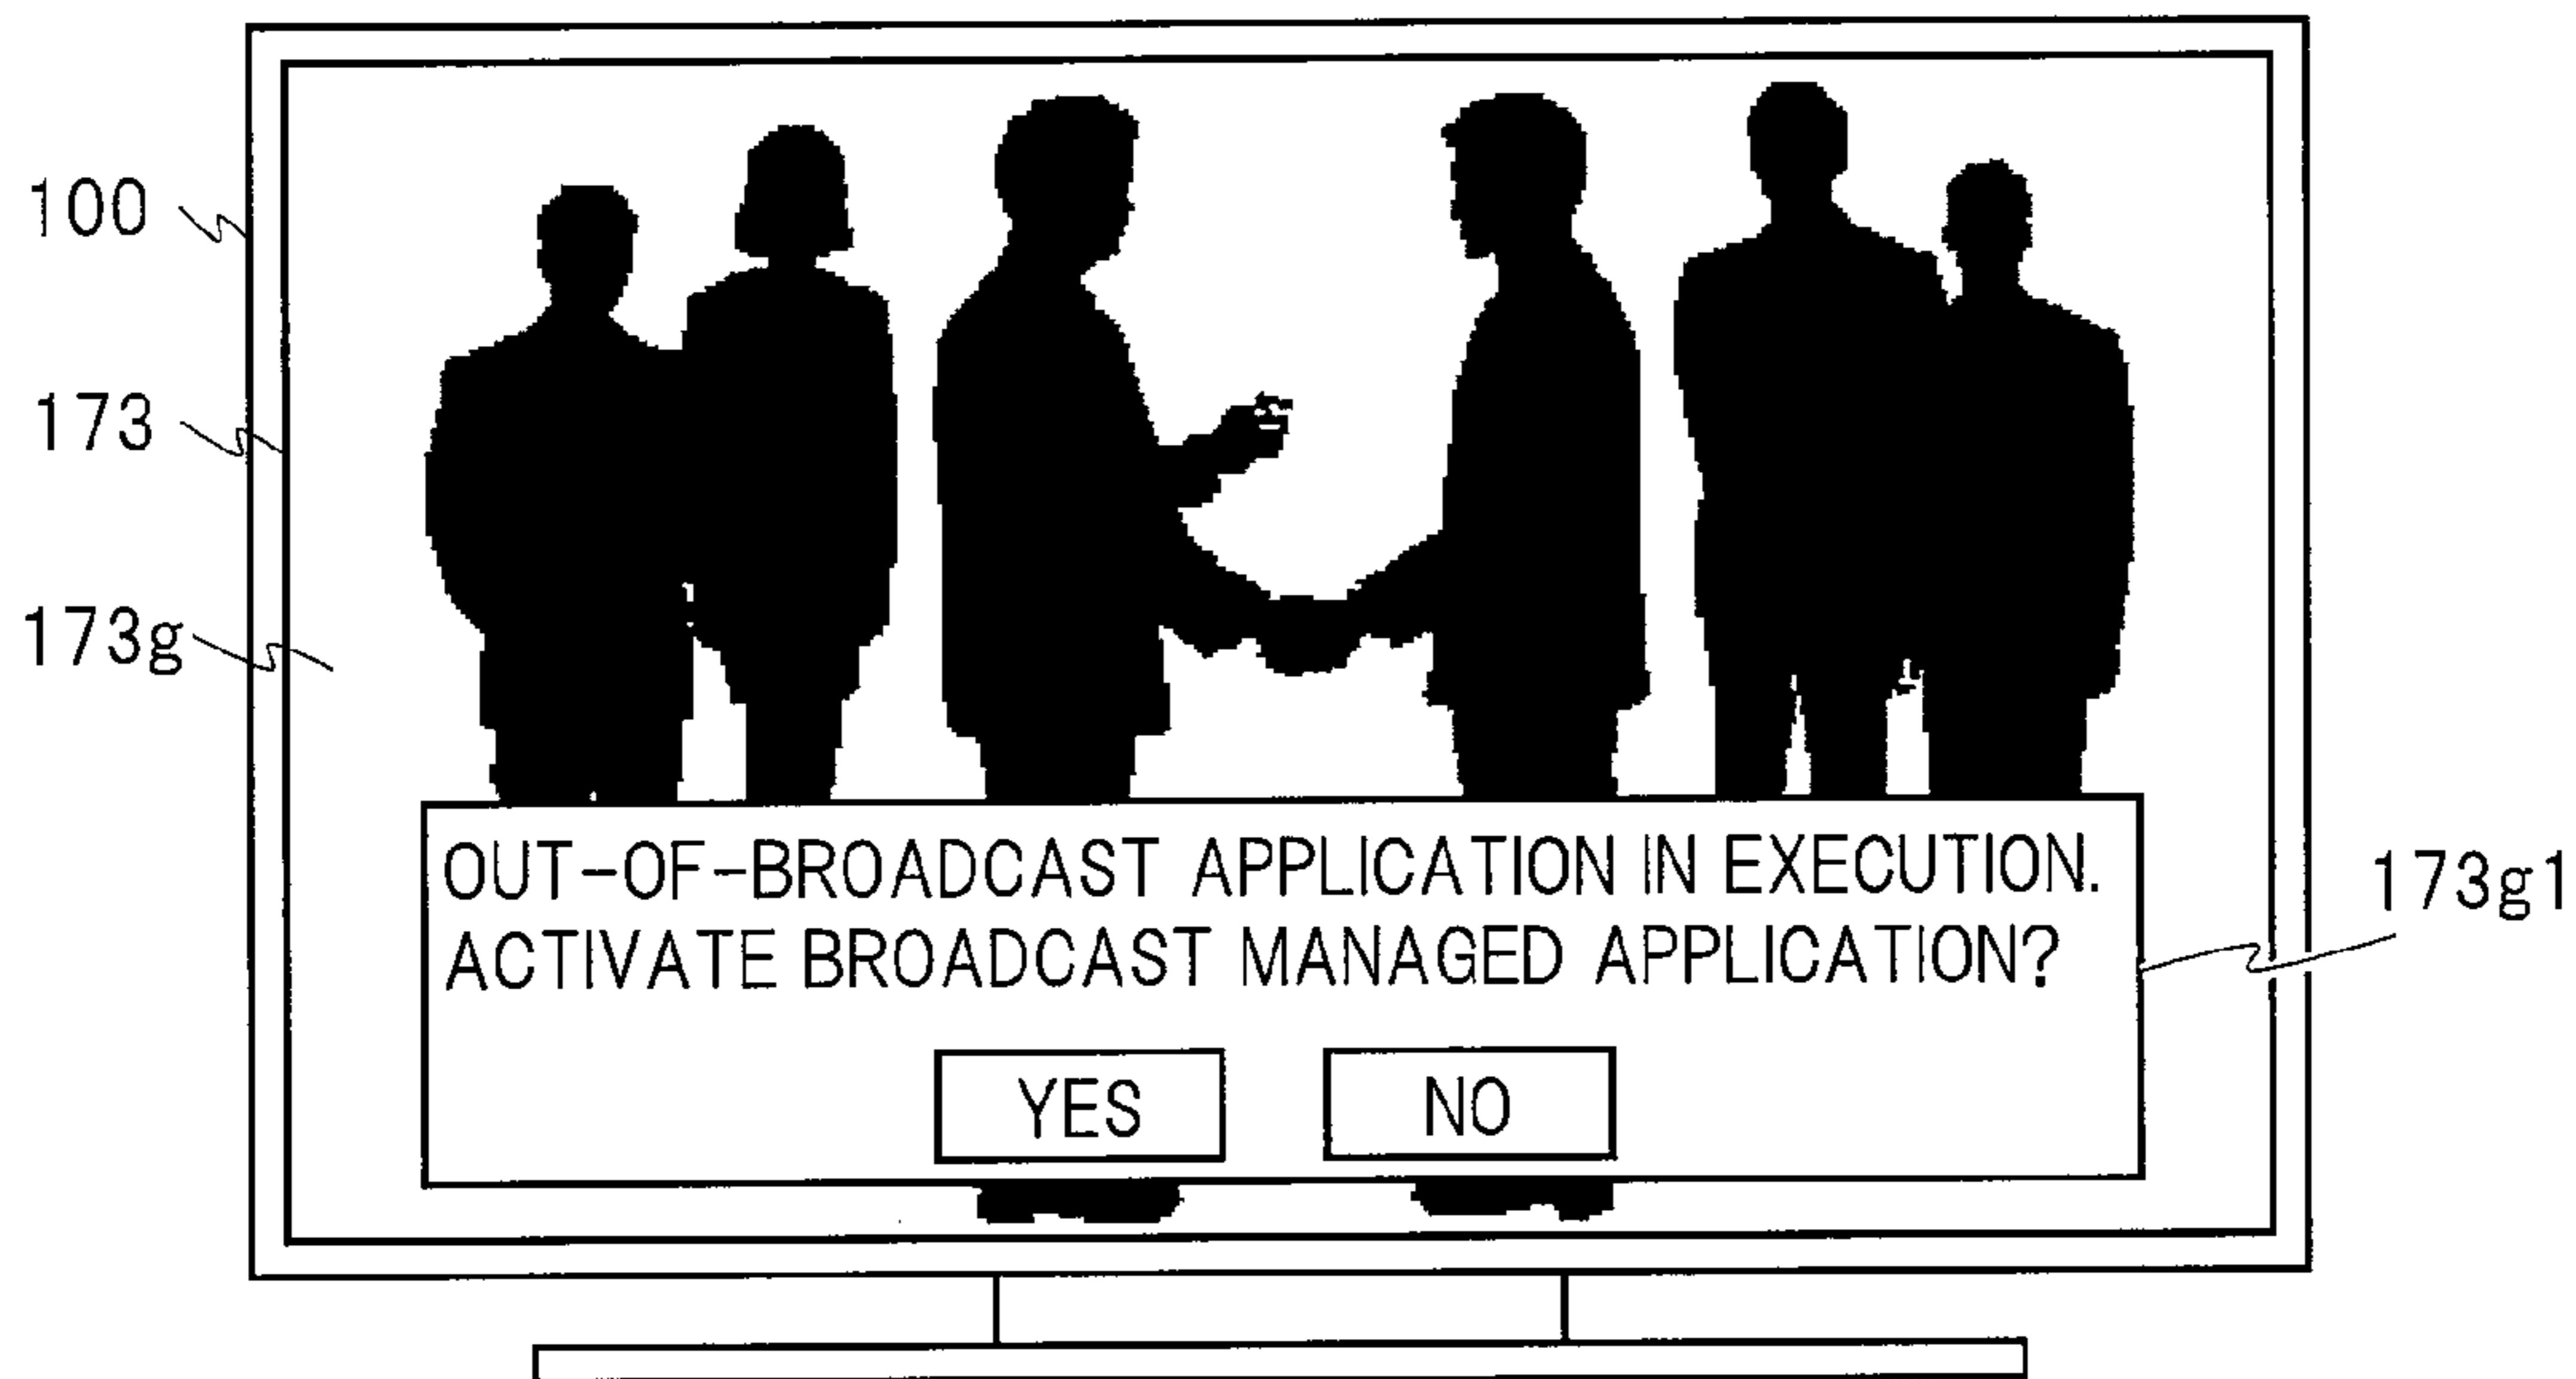 100
173
173g
OUT-OF-BROADCAST APPLICATION IN EXECUTION.
ACTIVATE BROADCAST MANAGED APPLICATION?
173g1
YES NO